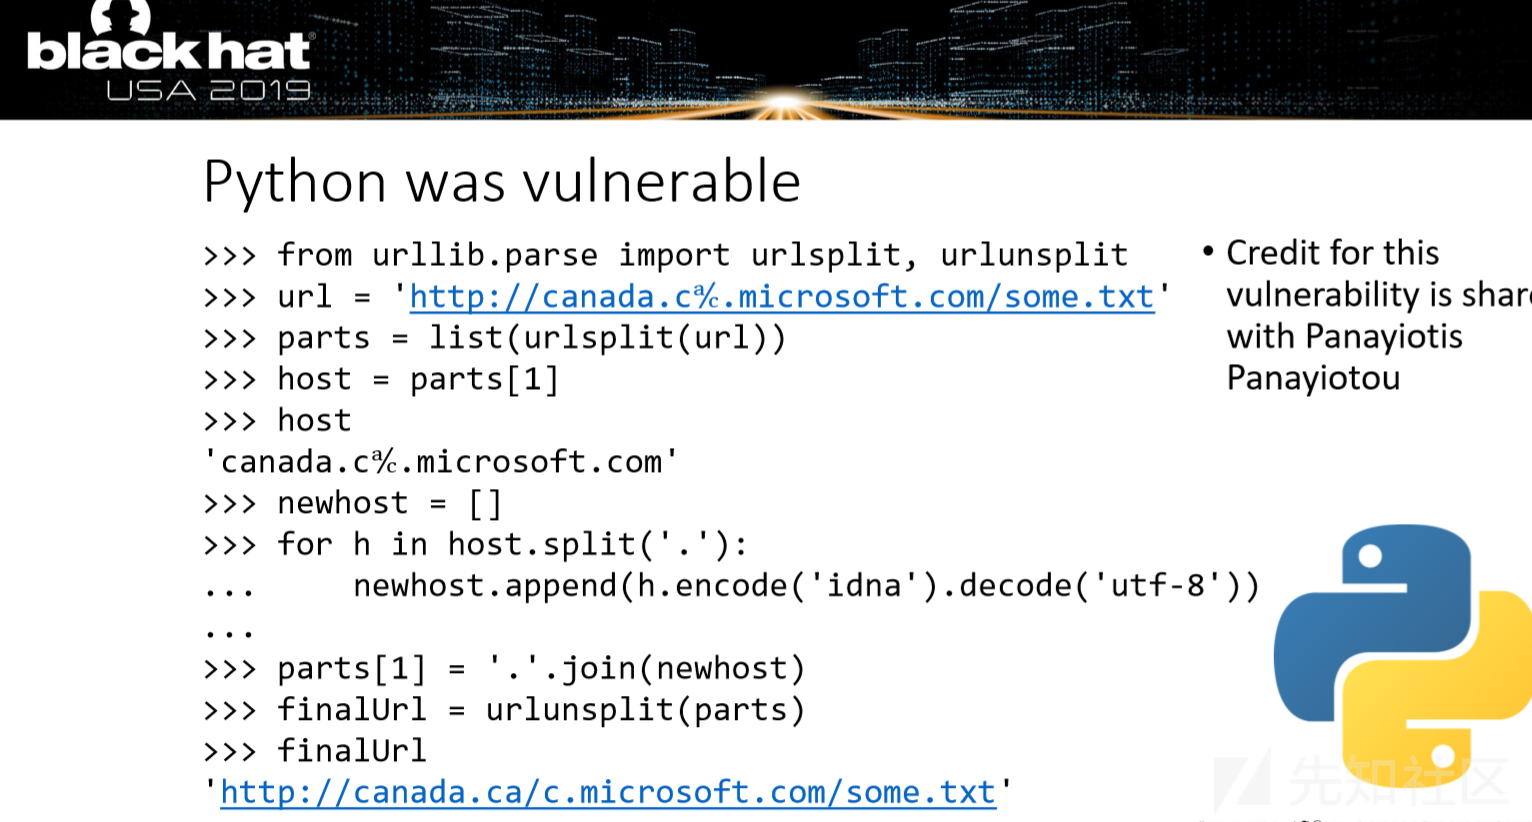 black hat®
USA 2019
Python was vulnerable
>>> from urllib.parse import urlsplit, urlunsplit
>>> url = 'http://canada.c℀.microsoft.com/some.txt'
>>> parts = list(urlsplit(url))
>>> host = parts[1]
>>> host
'canada.c℀.microsoft.com'
>>> newhost = []
>>> for h in host.split('.'):
...     newhost.append(h.encode('idna').decode('utf-8'))
...
>>> parts[1] = '.'.join(newhost)
>>> finalUrl = urlunsplit(parts)
>>> finalUrl
'http://canada.ca/c.microsoft.com/some.txt'
• Credit for this
vulnerability is share
with Panayiotis
Panayiotou
先知社区